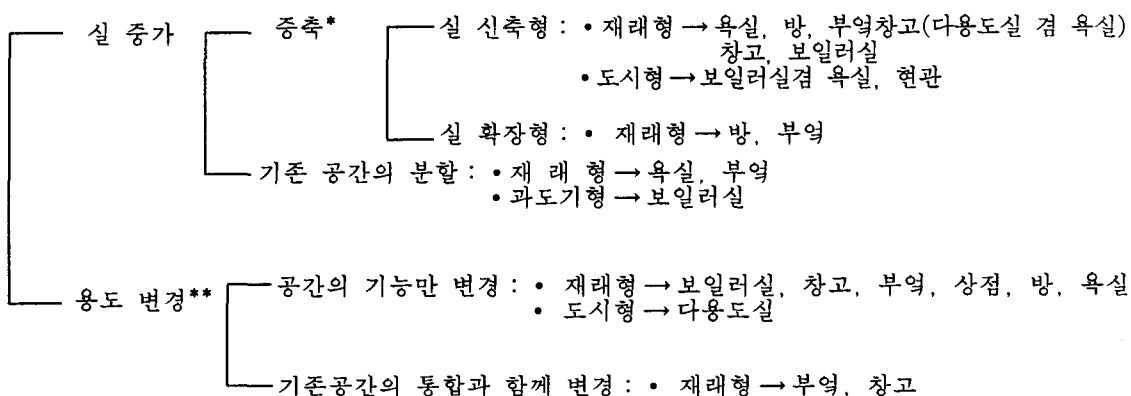 실 증가 증축* 실 신축형 : • 재래형 → 욕실, 방, 부엌창고(다용도실 겸 욕실)
창고, 보일러실
• 도시형 → 보일러실겸 욕실, 현관
실 확장형 : • 재래형 → 방, 부엌
기존 공간의 분할 : • 재 래 형 → 욕실, 부엌
• 과도기형 → 보일러실
용도 변경** 공간의 기능만 변경 : • 재래형 → 보일러실, 창고, 부엌, 상점, 방, 욕실
• 도시형 → 다용도실
기존공간의 통합과 함께 변경 : • 재래형 → 부엌, 창고